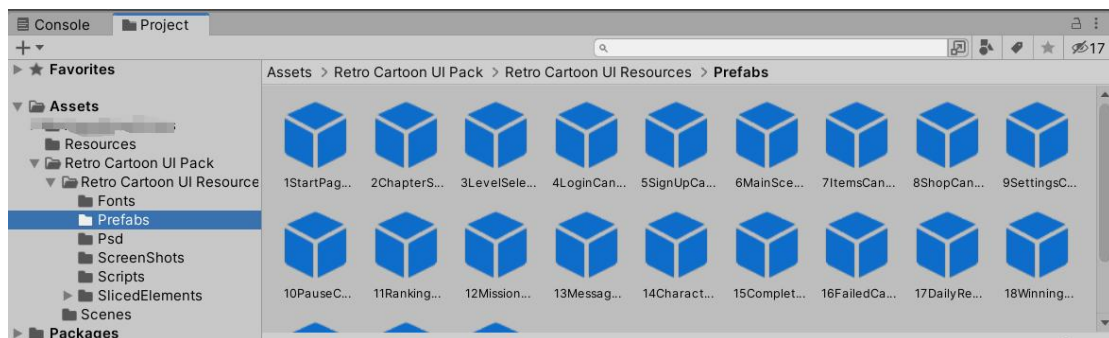 Console Project
17
Favorites
Assets > Retro Cartoon UI Pack > Retro Cartoon UI Resources > Prefabs
Assets
Resources
Retro Cartoon UI Pack
Retro Cartoon UI Resource
Fonts
Prefabs
Psd
ScreenShots
Scripts
SlicedElements
Scenes
Packages
1StartPag... 2ChapterS... 3LevelSele... 4LoginCan... 5SignUpCa... 6MainSce... 7ItemsCan... 8ShopCan... 9SettingsC...
10PauseC... 11Ranking... 12Mission... 13Messag... 14Charact... 15Complet... 16FailedCa... 17DailyRe... 18Winning...